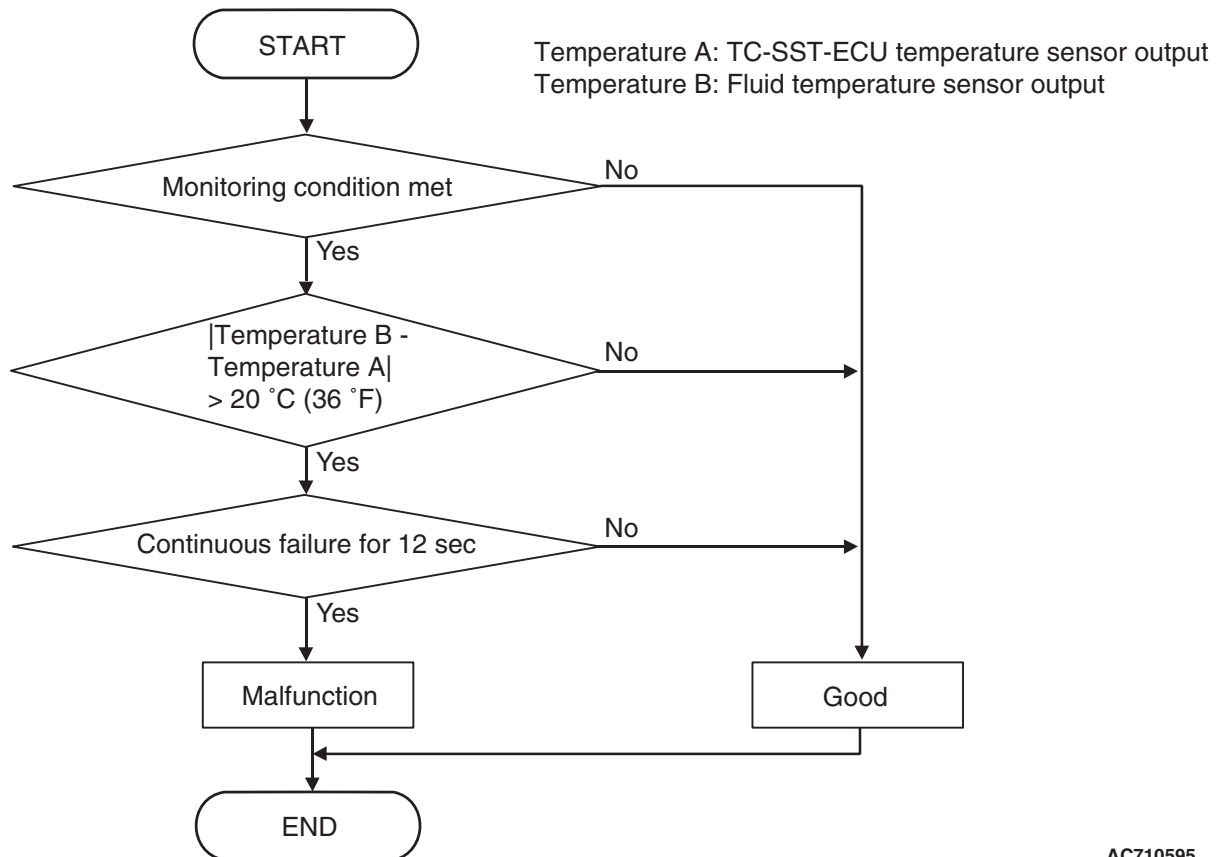 START
Temperature A: TC-SST-ECU temperature sensor output
Temperature B: Fluid temperature sensor output
Monitoring condition met
No
Yes
|Temperature B -
Temperature A|
> 20 ˚C (36 ˚F)
No
Yes
Continuous failure for 12 sec
No
Yes
Malfunction
Good
END
AC710595